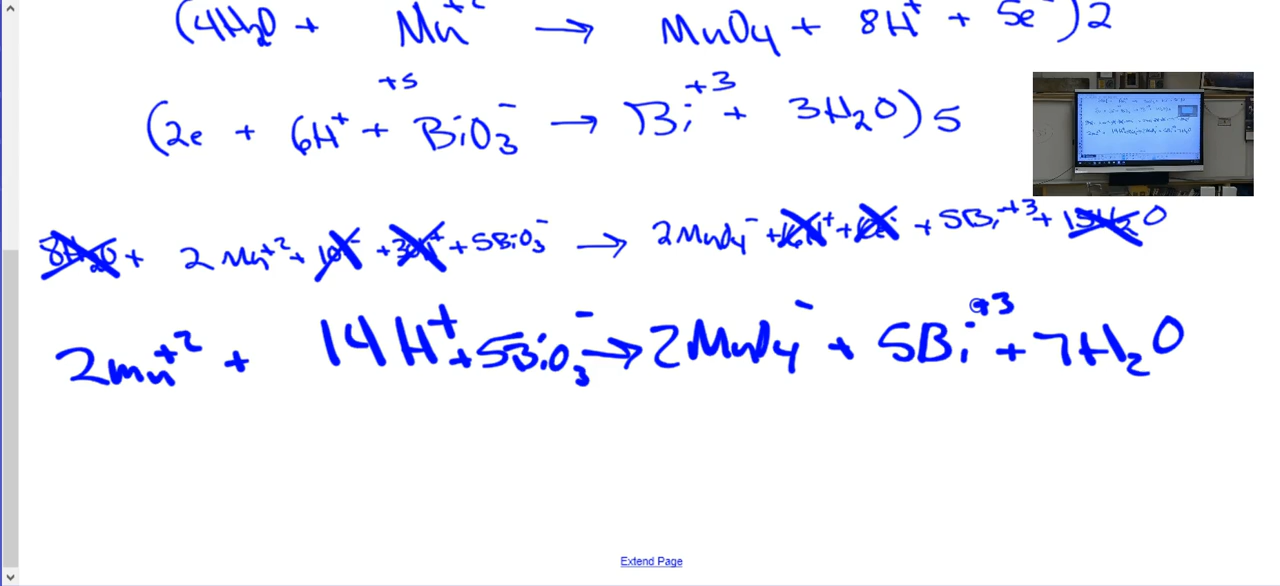 (4H₂O + Mn⁺² → MnO₄ + 8H⁺ + 5e⁻)2
+5
(2e + 6H⁺ + BiO₃⁻ → Bi⁺³ + 3H₂O)5
8H₂O + 2Mn⁺² + 10e⁻ + 30H⁺ + 5BiO₃⁻ → 2MnO₄⁻ + 16H⁺ + 10e⁻ + 5Bi⁺³ + 15H₂O
2mn⁺² + 14H⁺ + 5BiO₃⁻ → 2MnO₄⁻ + 5Bi⁺³ + 7H₂O
Extend Page